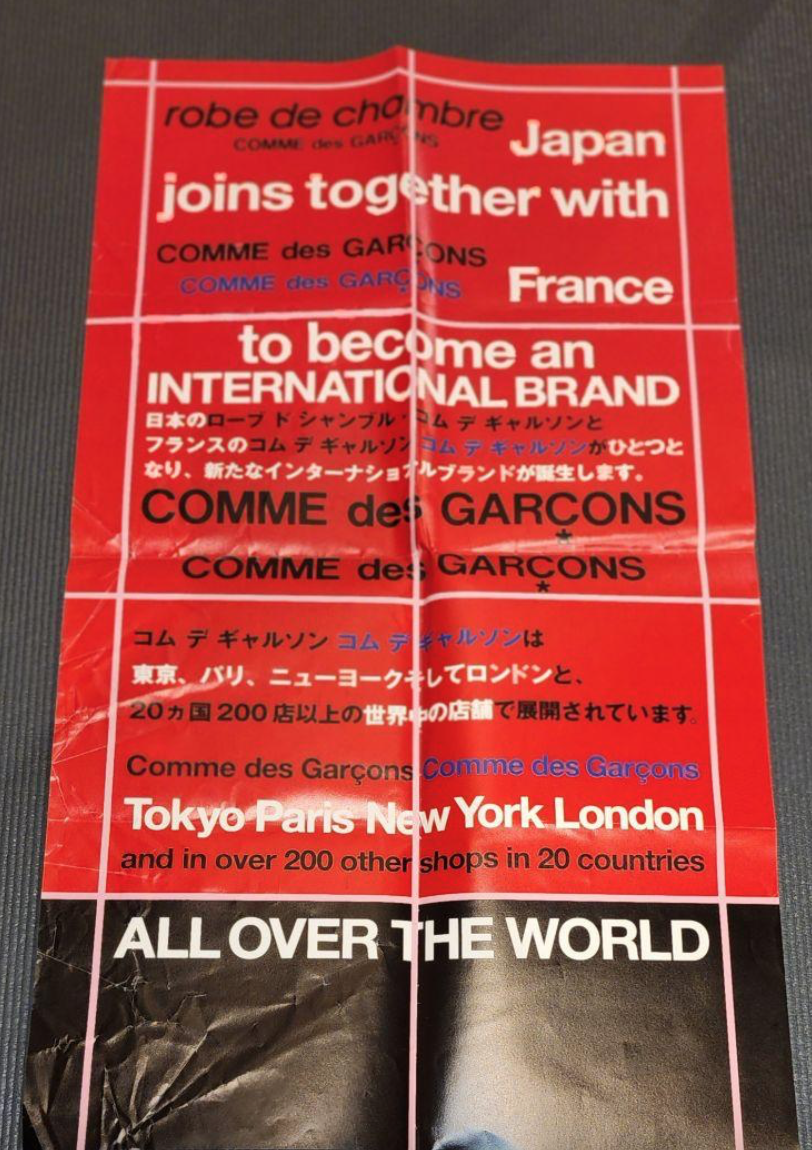 robe de chambre
COMME des GARÇONS
Japan
joins together with
COMME des GARÇONS
COMME des GARÇONS
France
to become an
INTERNATIONAL BRAND
日本のローブ ド シャンブル・コム デ ギャルソンと
フランスのコム デ ギャルソン コム デ ギャルソンがひとつと
なり、新たなインターナショナルブランドが誕生します。
COMME des GARÇONS
COMME des GARÇONS
コム デ ギャルソン コム デ ギャルソンは
東京、パリ、ニューヨークそしてロンドンと、
20ヵ国 200 店以上の世界中の店舗で展開されています。
Comme des Garçons Comme des Garçons
Tokyo Paris New York London
and in over 200 other shops in 20 countries
ALL OVER THE WORLD